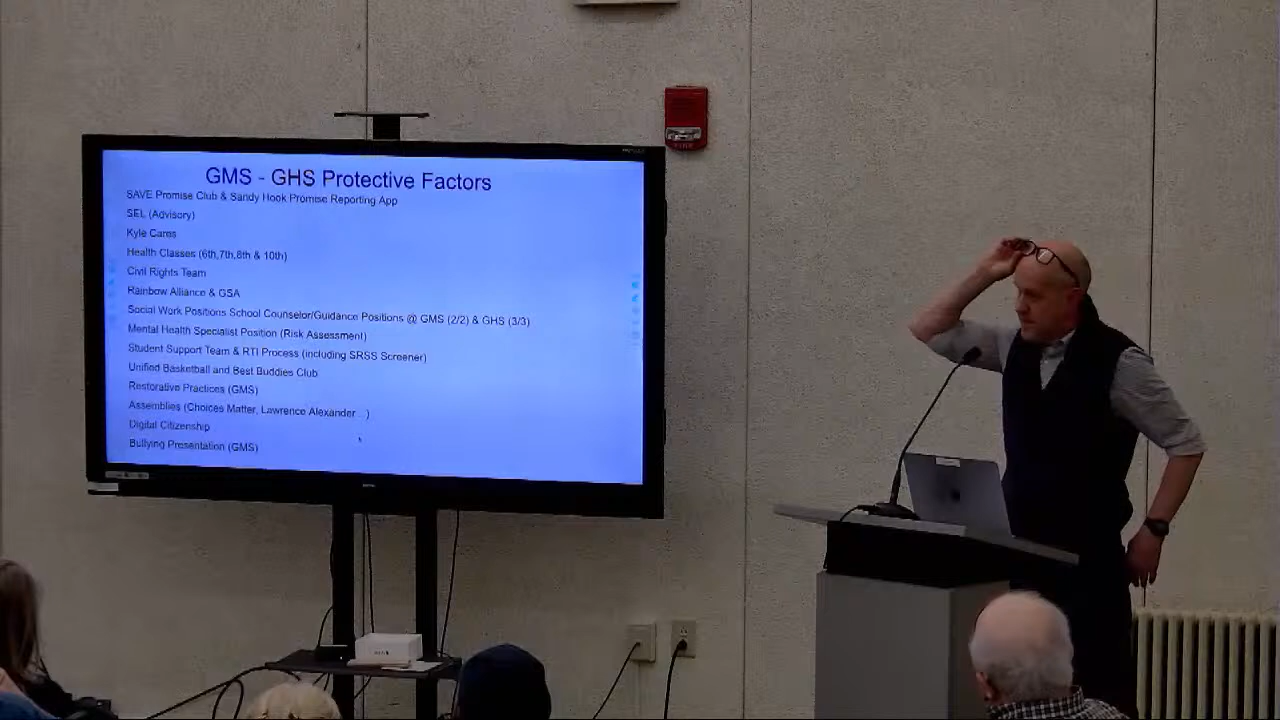 GMS - GHS Protective Factors
SAVE Promise Club & Sandy Hook Promise Reporting App
SEL (Advisory)
Kyle Cares
Health Classes (6th,7th,8th & 10th)
Civil Rights Team
Rainbow Alliance & GSA
Social Work Positions School Counselor/Guidance Positions @ GMS (2/2) & GHS (3/3)
Mental Health Specialist Position (Risk Assessment)
Student Support Team & RTI Process (including SRSS Screener)
Unified Basketball and Best Buddies Club
Restorative Practices (GMS)
Assemblies (Choices Matter, Lawrence Alexander...)
Digital Citizenship
Bullying Presentation (GMS)